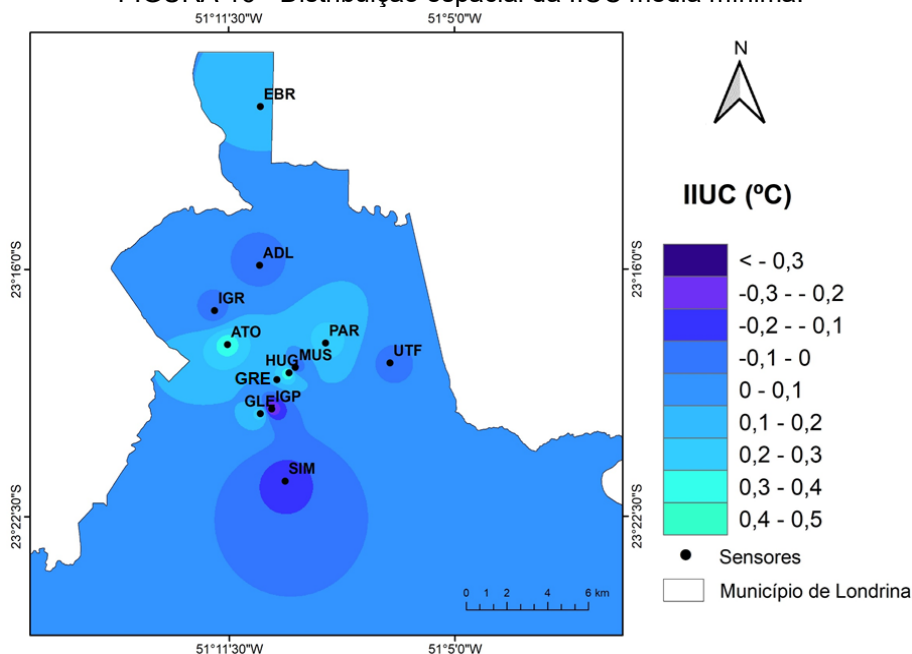 FIGURA 10 - Distribuição espacial da IIUC média mínima.
51°11'30"W 51°5'0"W
N
EBR
IIUC (ºC)
ADL
23°16'0"S 23°16'0"S
IGR
ATO
PAR
HUG MUS
UTF
GRE
GLE IGP
SIM
23°22'30"S 23°22'30"S
< - 0,3
-0,3 - - 0,2
-0,2 - -0,1
-0,1 - 0
0 - 0,1
0,1 - 0,2
0,2 - 0,3
0,3 - 0,4
0,4 - 0,5
Sensores
Município de Londrina
0 1 2 4 6 km
51°11'30"W 51°5'0"W